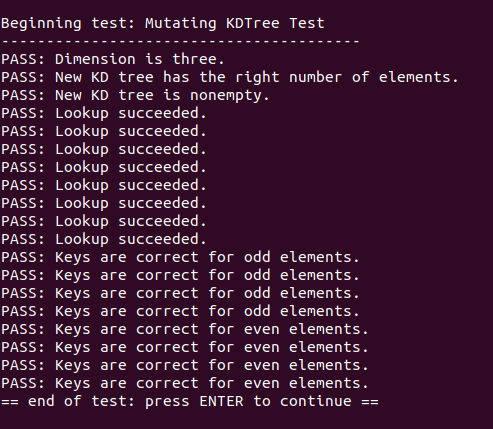 Beginning test: Mutating KDTree Test
----------------------------------------
PASS: Dimension is three.
PASS: New KD tree has the right number of elements.
PASS: New KD tree is nonempty.
PASS: Lookup succeeded.
PASS: Lookup succeeded.
PASS: Lookup succeeded.
PASS: Lookup succeeded.
PASS: Lookup succeeded.
PASS: Lookup succeeded.
PASS: Lookup succeeded.
PASS: Lookup succeeded.
PASS: Keys are correct for odd elements.
PASS: Keys are correct for odd elements.
PASS: Keys are correct for odd elements.
PASS: Keys are correct for odd elements.
PASS: Keys are correct for even elements.
PASS: Keys are correct for even elements.
PASS: Keys are correct for even elements.
PASS: Keys are correct for even elements.
== end of test: press ENTER to continue ==